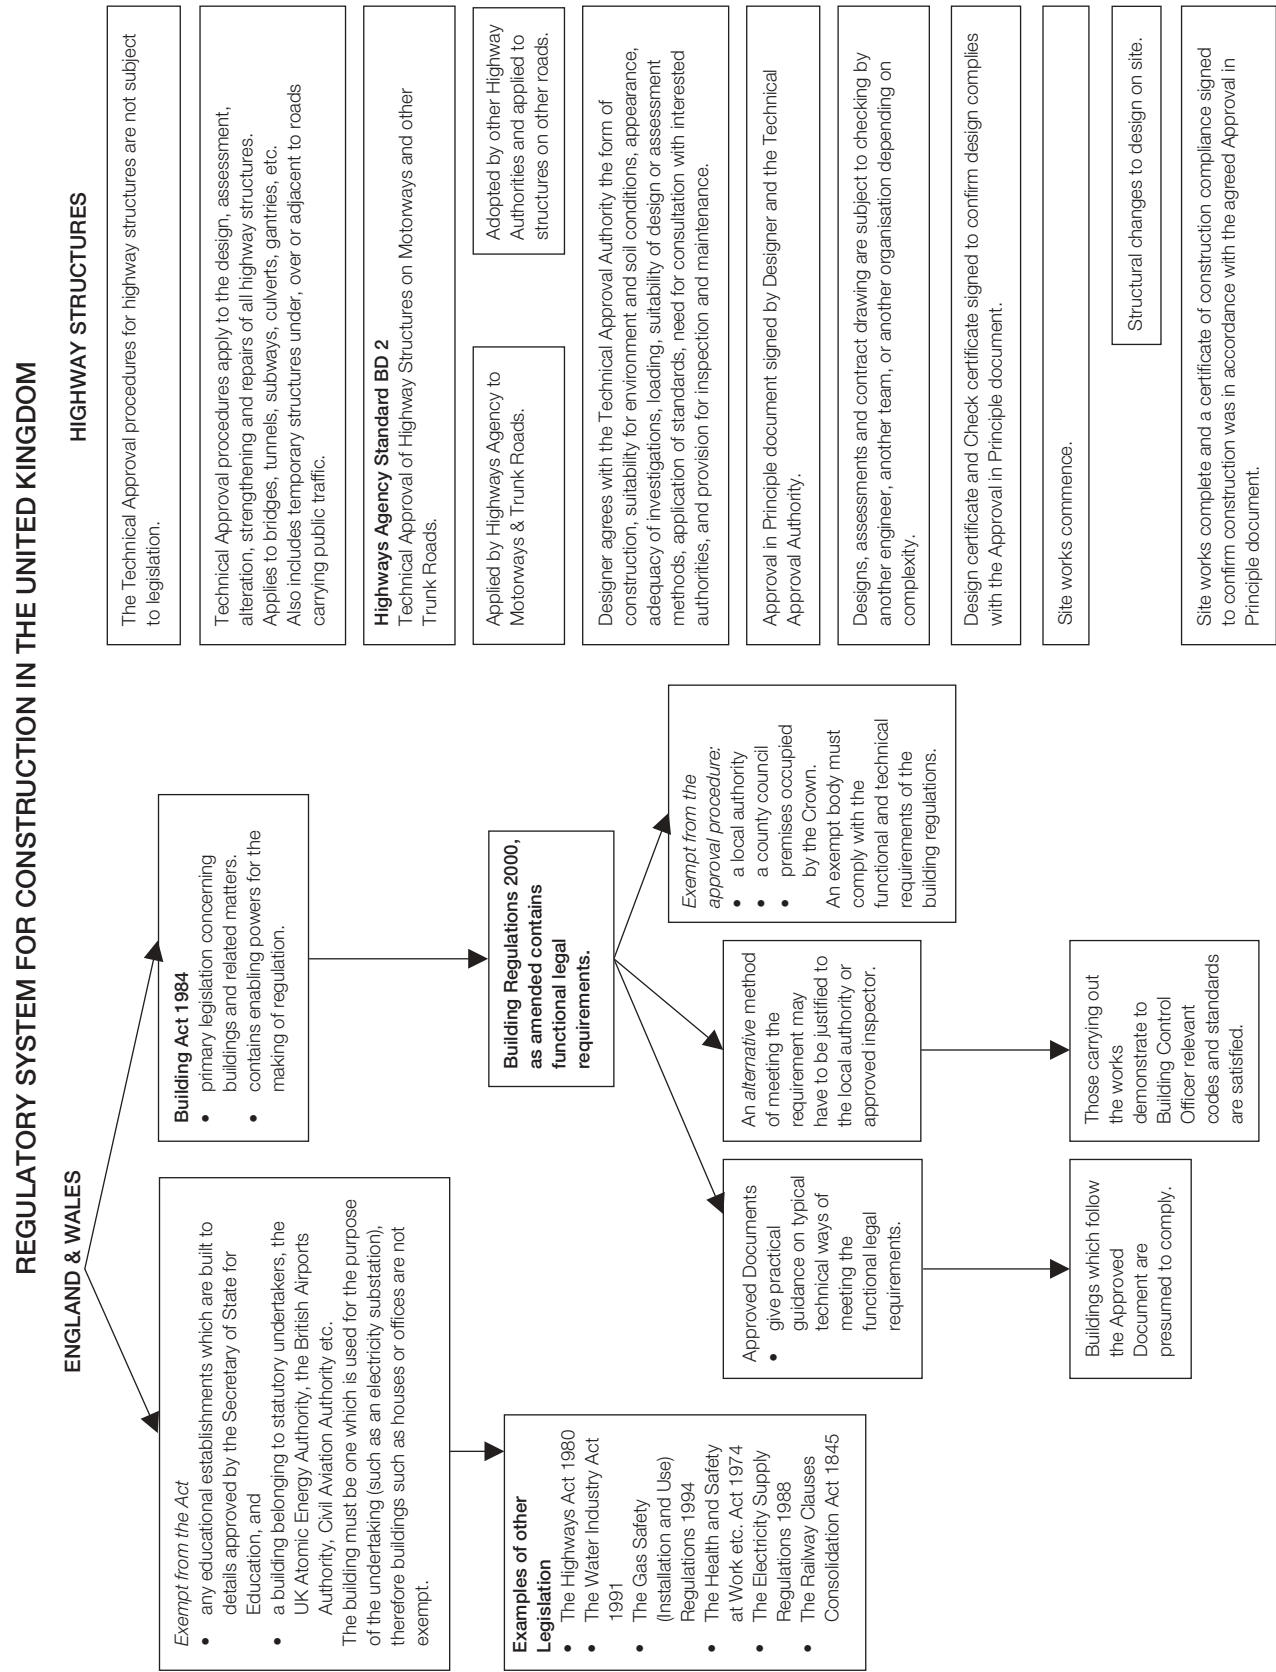 REGULATORY SYSTEM FOR CONSTRUCTION IN THE UNITED KINGDOM
ENGLAND & WALES
Exempt from the Act
• any educational establishments which are built to
details approved by the Secretary of State for
Education, and
• a building belonging to statutory undertakers, the
UK Atomic Energy Authority, the British Airports
Authority, Civil Aviation Authority etc.
The building must be one which is used for the purpose
of the undertaking (such as an electricity substation),
therefore buildings such as houses or offices are not
exempt.
Examples of other
Legislation
• The Highways Act 1980
• The Water Industry Act
1991
• The Gas Safety
(Installation and Use)
Regulations 1994
• The Health and Safety
at Work etc. Act 1974
• The Electricity Supply
Regulations 1988
• The Railway Clauses
Consolidation Act 1845
Building Act 1984
• primary legislation concerning
buildings and related matters.
• contains enabling powers for the
making of regulation.
Building Regulations 2000,
as amended contains
functional legal
requirements.
Approved Documents
• give practical
guidance on typical
technical ways of
meeting the
functional legal
requirements.
An alternative method
of meeting the
requirement may
have to be justified to
the local authority or
approved inspector.
Exempt from the
approval procedure:
• a local authority
• a county council
• premises occupied
by the Crown.
An exempt body must
comply with the
functional and technical
requirements of the
building regulations.
Buildings which follow
the Approved
Document are
presumed to comply.
Those carrying out
the works
demonstrate to
Building Control
Officer relevant
codes and standards
are satisfied.
HIGHWAY STRUCTURES
The Technical Approval procedures for highway structures are not subject
to legislation.
Technical Approval procedures apply to the design, assessment,
alteration, strengthening and repairs of all highway structures.
Applies to bridges, tunnels, subways, culverts, gantries, etc.
Also includes temporary structures under, over or adjacent to roads
carrying public traffic.
Highways Agency Standard BD 2
Technical Approval of Highway Structures on Motorways and other
Trunk Roads.
Applied by Highways Agency to
Motorways & Trunk Roads.
Adopted by other Highway
Authorities and applied to
structures on other roads.
Designer agrees with the Technical Approval Authority the form of
construction, suitability for environment and soil conditions, appearance,
adequacy of investigations, loading, suitability of design or assessment
methods, application of standards, need for consultation with interested
authorities, and provision for inspection and maintenance.
Approval in Principle document signed by Designer and the Technical
Approval Authority.
Designs, assessments and contract drawing are subject to checking by
another engineer, another team, or another organisation depending on
complexity.
Design certificate and Check certificate signed to confirm design complies
with the Approval in Principle document.
Site works commence.
Structural changes to design on site.
Site works complete and a certificate of construction compliance signed
to confirm construction was in accordance with the agreed Approval in
Principle document.